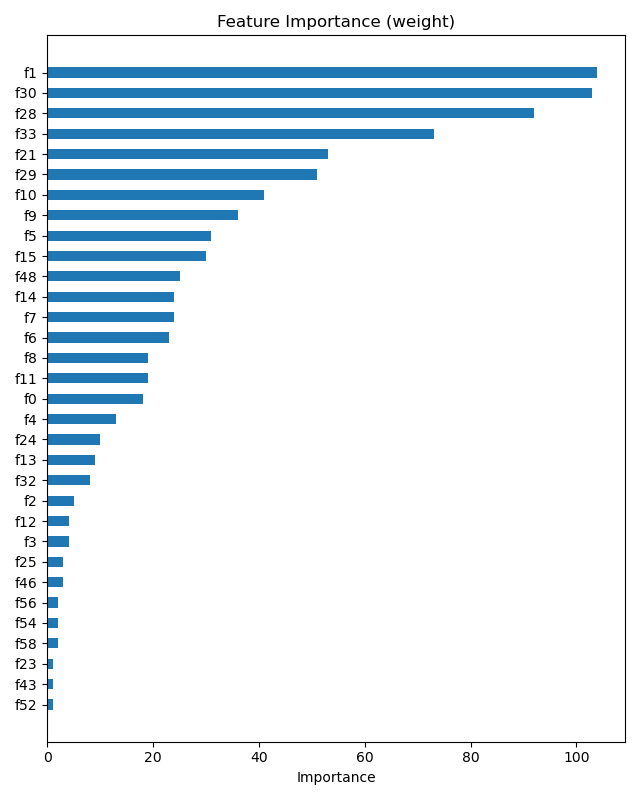 Feature Importance (weight)
f1
f30
f28
f33
f21
f29
f10
f9
f5
f15
f48
f14
f7
f6
f8
f11
f0
f4
f24
f13
f32
f2
f12
f3
f25
f46
f56
f54
f58
f23
f43
f52
0 20 40 60 80 100
Importance